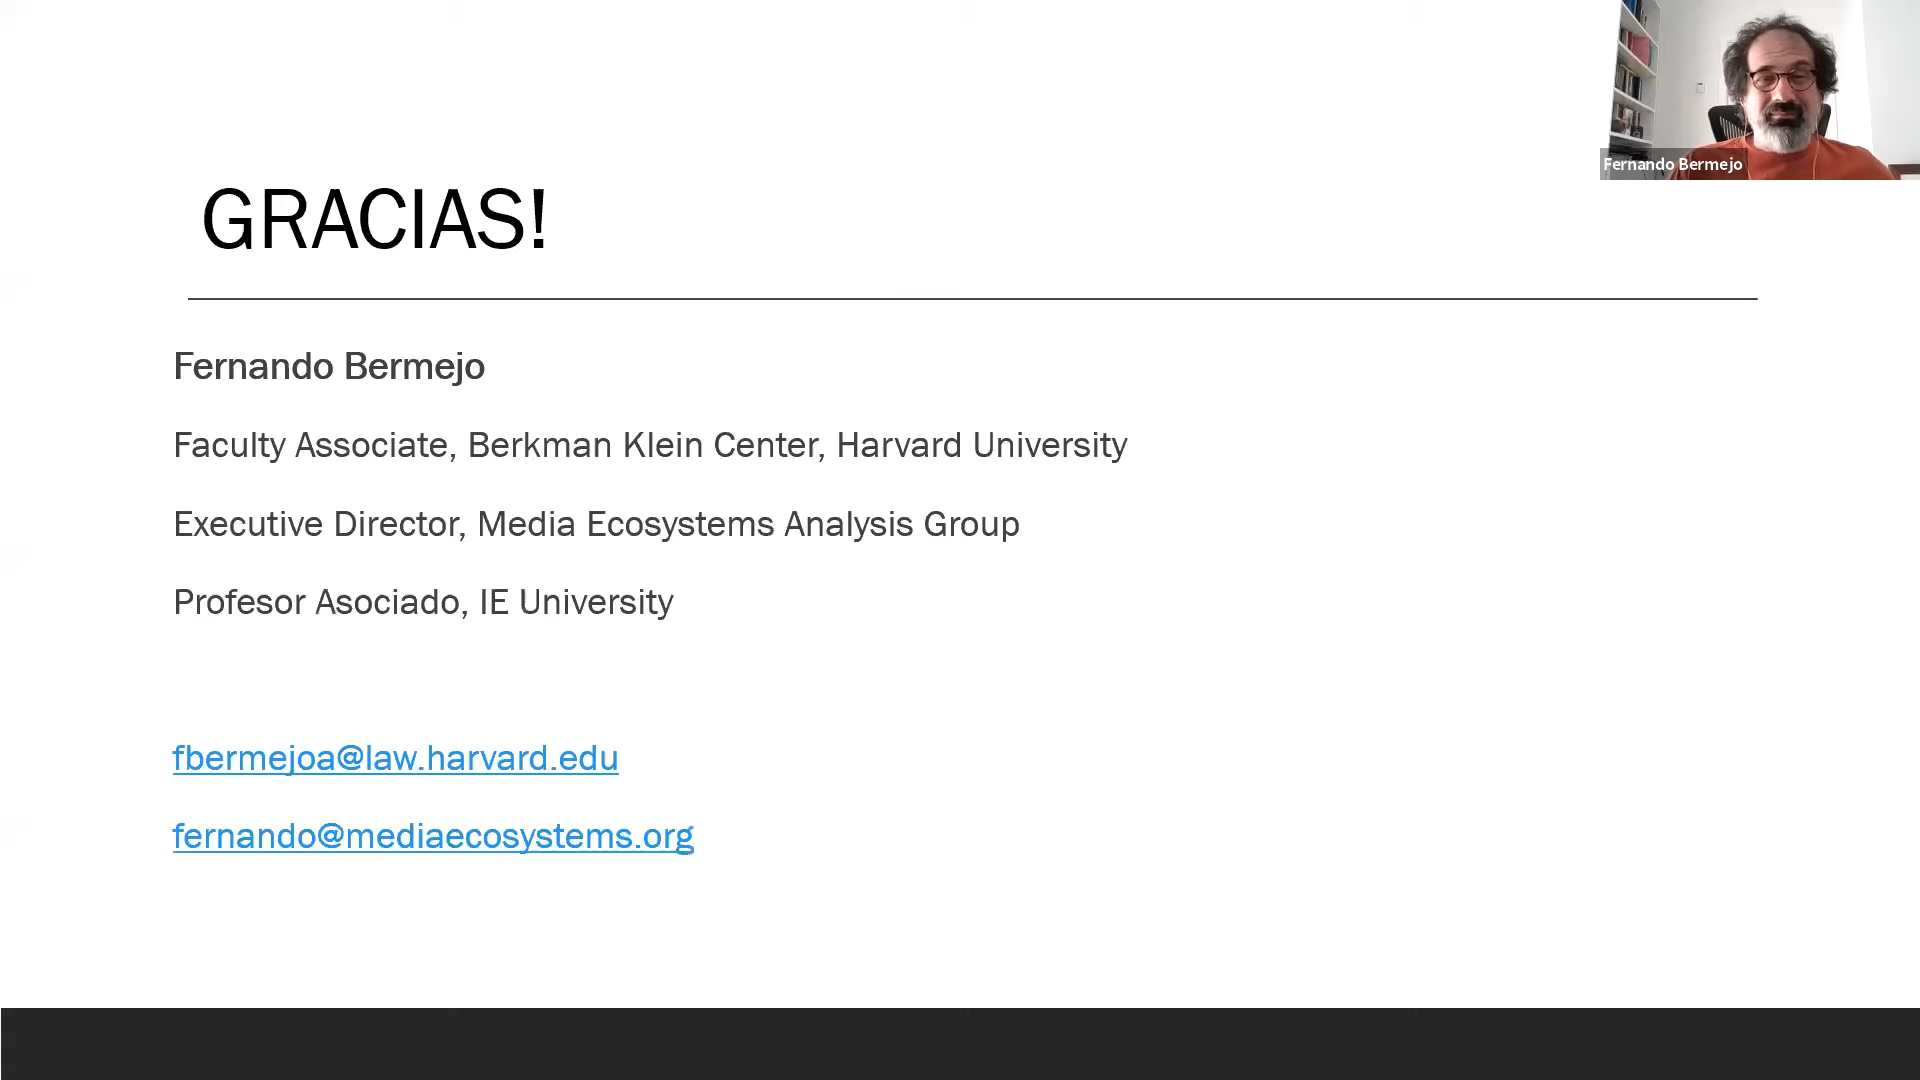 Fernando Bermejo
GRACIAS!
Fernando Bermejo
Faculty Associate, Berkman Klein Center, Harvard University
Executive Director, Media Ecosystems Analysis Group
Profesor Asociado, IE University
fbermejoa@law.harvard.edu
fernando@mediaecosystems.org